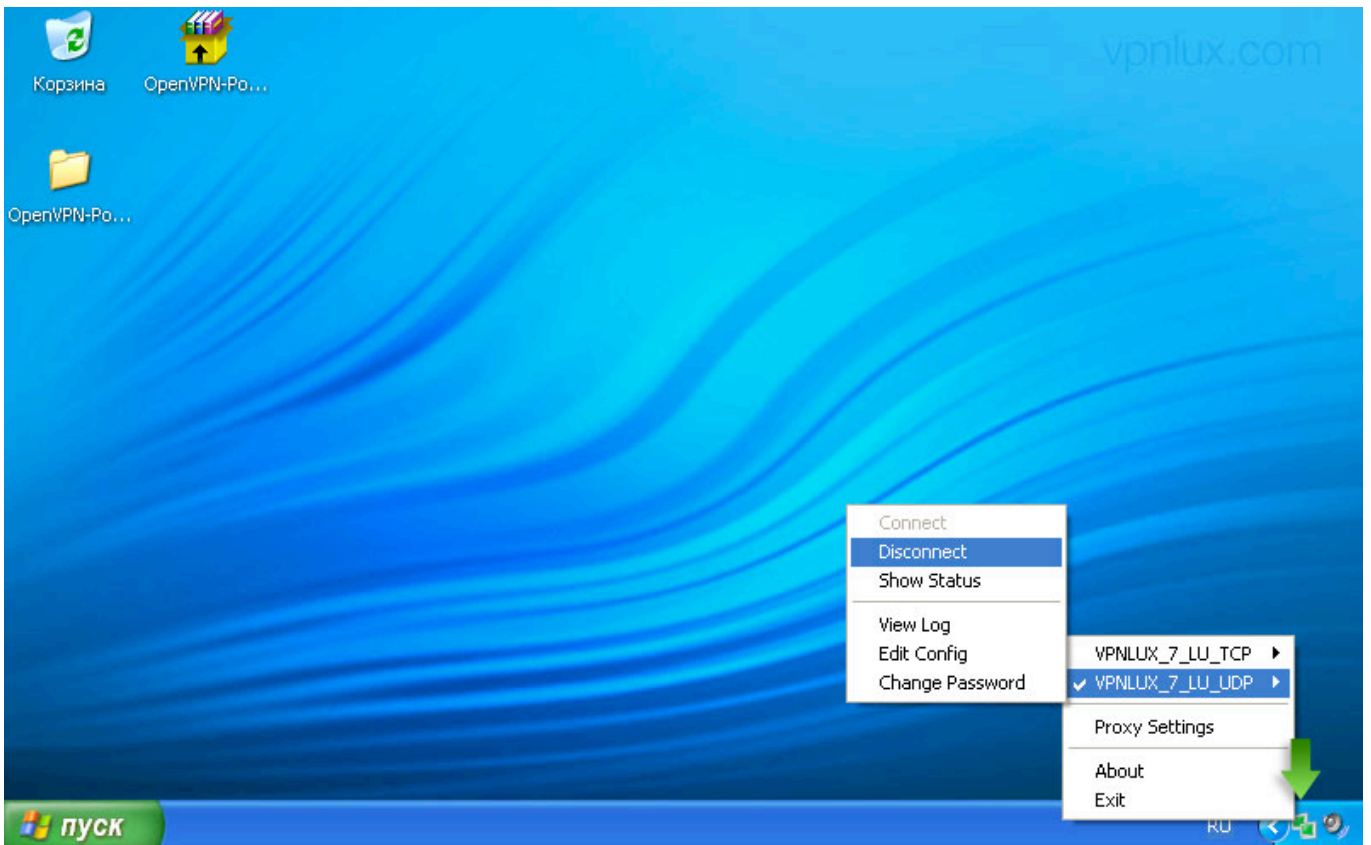 vpnlux.com
Корзина
OpenVPN-Po...
OpenVPN-Po...
Connect
Disconnect
Show Status
View Log
Edit Config
Change Password
VPNLUX_7_LU_TCP
VPNLUX_7_LU_UDP
Proxy Settings
About
Exit
пуск
RU